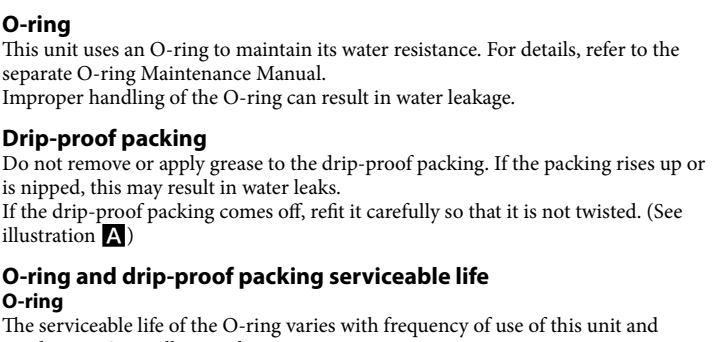 O-ring
This unit uses an O-ring to maintain its water resistance. For details, refer to the
separate O-ring Maintenance Manual.
Improper handling of the O-ring can result in water leakage.
Drip-proof packing
Do not remove or apply grease to the drip-proof packing. If the packing rises up or
is nipped, this may result in water leaks.
If the drip-proof packing comes off, refit it carefully so that it is not twisted. (See
illustration A)
O-ring and drip-proof packing serviceable life
O-ring
The serviceable life of the O-ring varies with frequency of use of this unit and